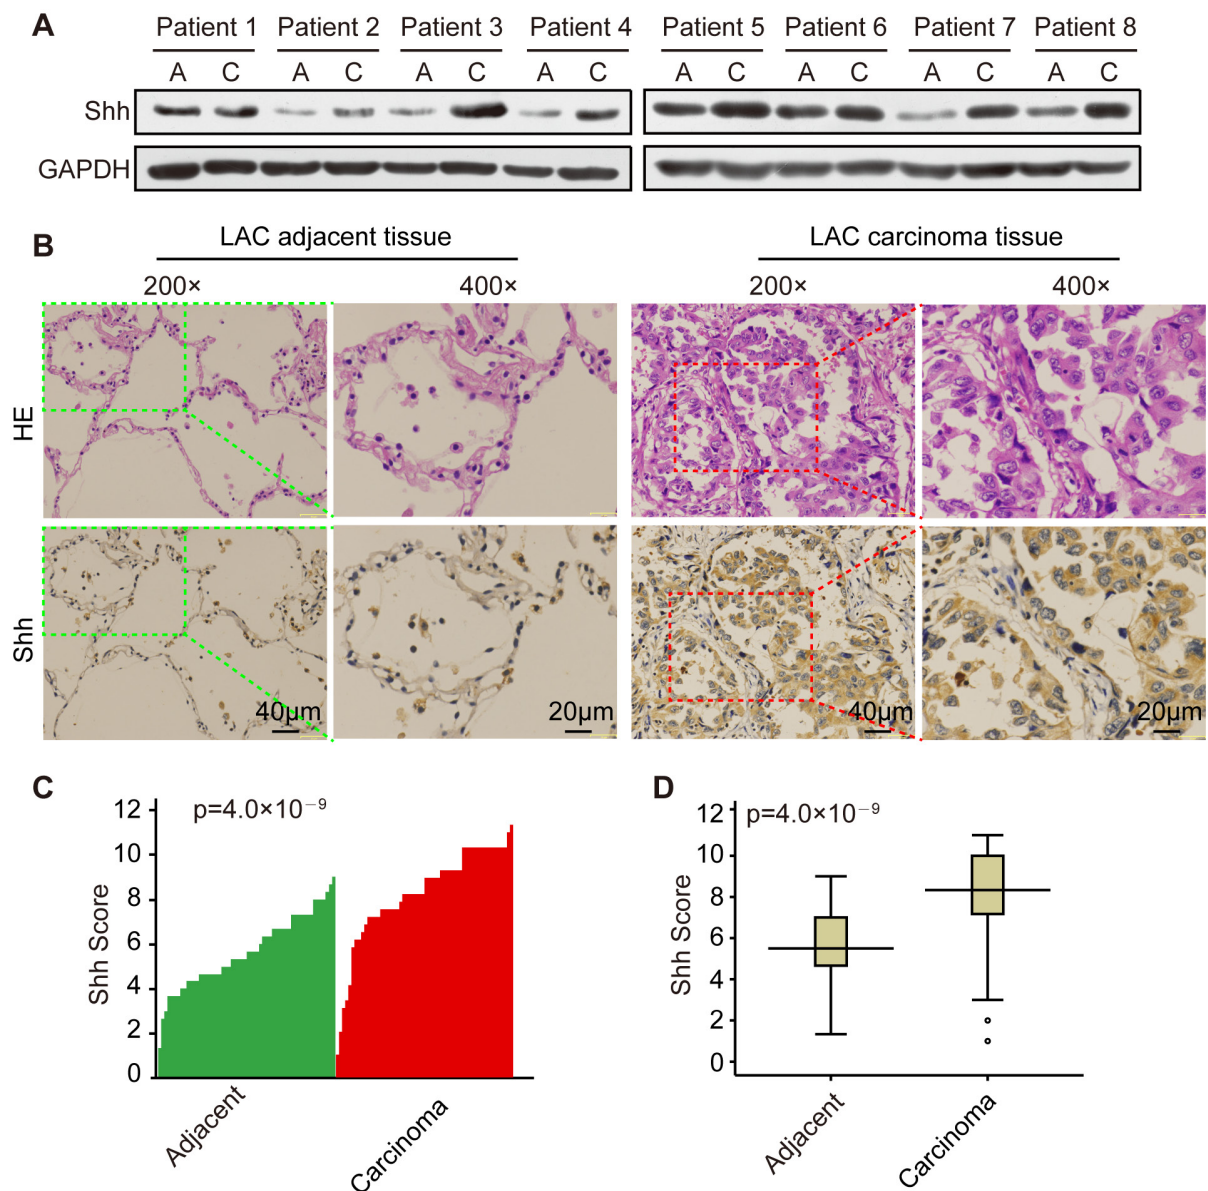 A
Patient 1 Patient 2 Patient 3 Patient 4 Patient 5 Patient 6 Patient 7 Patient 8
A C A C A C A C A C A C A C A C
Shh
GAPDH
B
LAC adjacent tissue LAC carcinoma tissue
200× 400× 200× 400×
HE
Shh
40μm 20μm 40μm 20μm
C
p=4.0×10⁻⁹
Shh Score
12
10
8
6
4
2
0
Adjacent
Carcinoma
D
p=4.0×10⁻⁹
Shh Score
12
10
8
6
4
2
0
Adjacent
Carcinoma